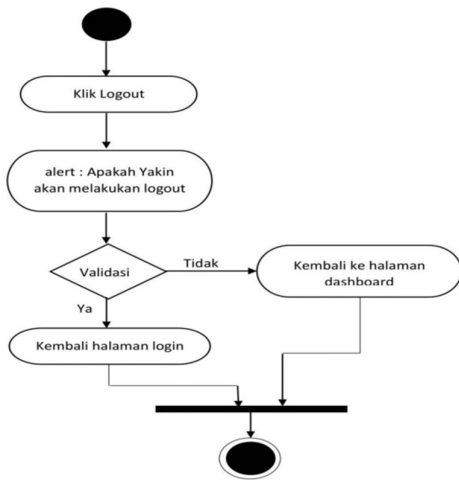 Klik Logout
alert : Apakah Yakin
akan melakukan logout
Validasi
Tidak
Kembali ke halaman
dashboard
Ya
Kembali halaman login